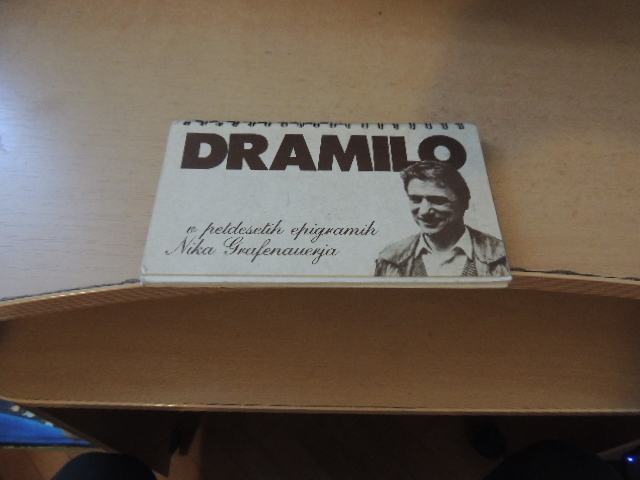 DRAMILO
v petdesetih epigramih
Nika Grafenauerja